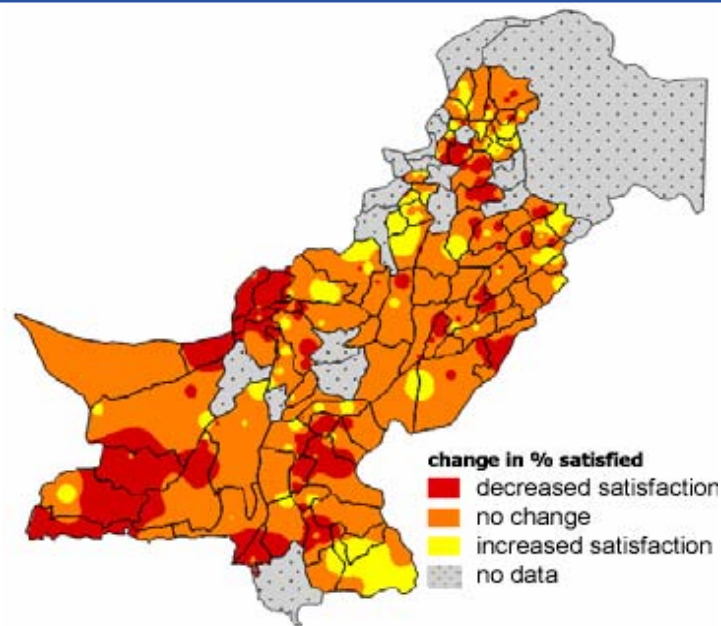 change in % satisfied
decreased satisfaction
no change
increased satisfaction
no data